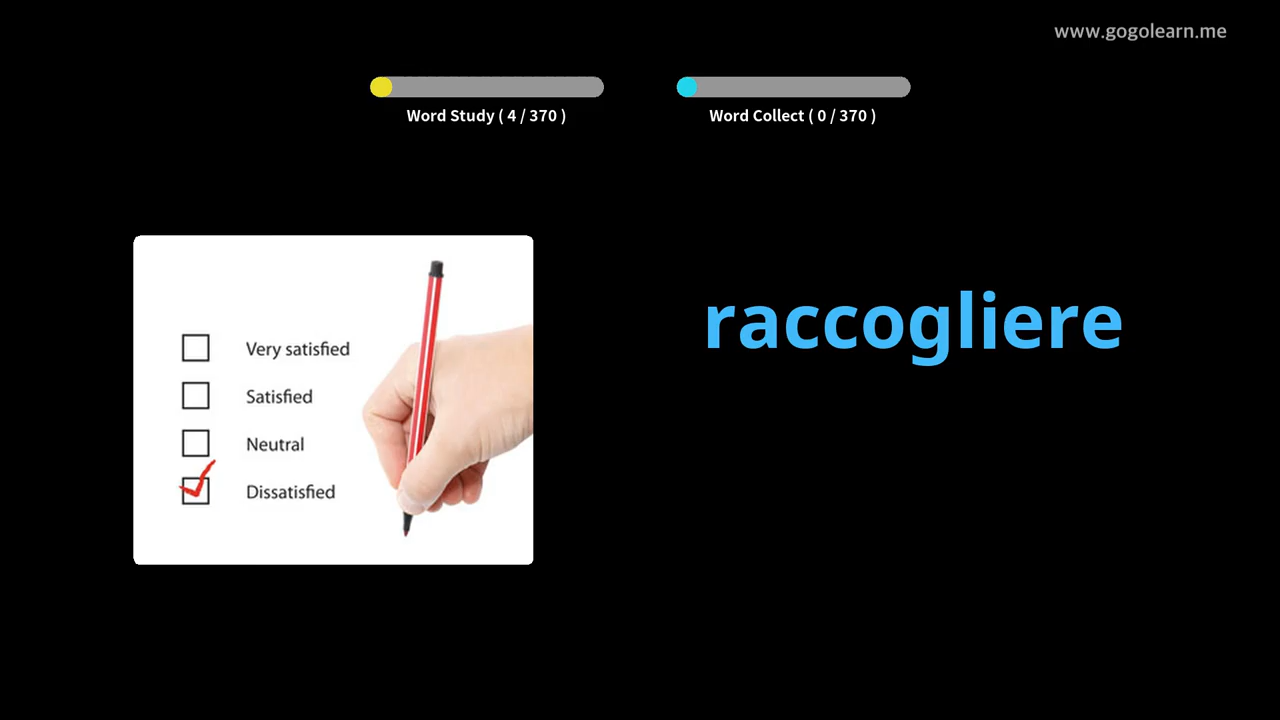 www.gogolearn.me
Word Study ( 4 / 370 )
Word Collect ( 0 / 370 )
raccogliere
Very satisfied
Satisfied
Neutral
Dissatisfied